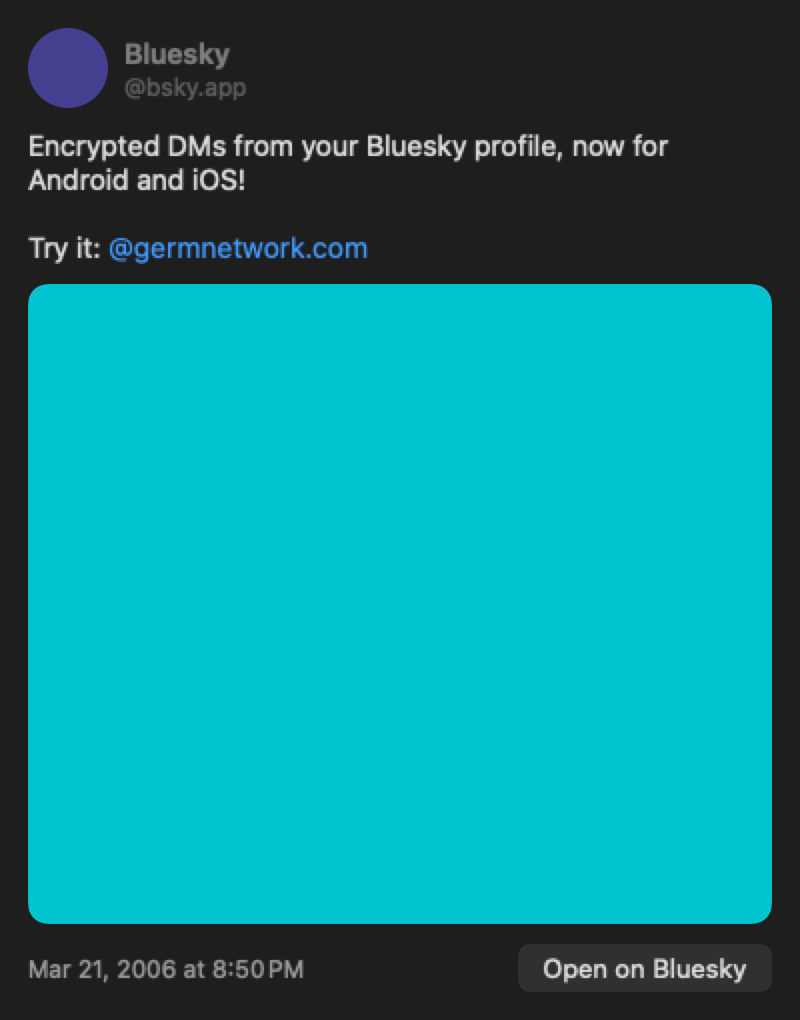 Bluesky
@bsky.app
Encrypted DMs from your Bluesky profile, now for
Android and iOS!
Try it: @germnetwork.com
Mar 21, 2006 at 8:50 PM
Open on Bluesky